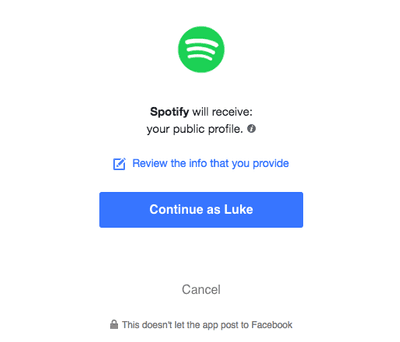 Spotify will receive:
your public profile.
Review the info that you provide
Continue as Luke
Cancel
This doesn't let the app post to Facebook